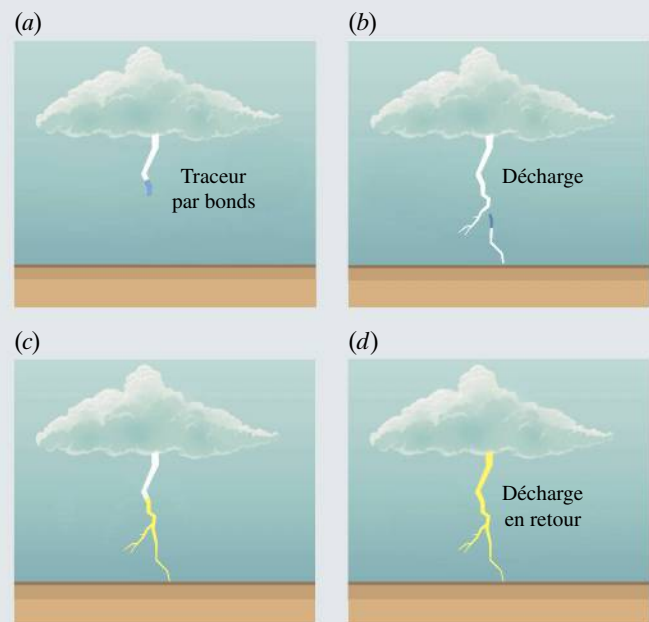 (a)
Traceur
par bonds
(b)
Décharge
(c)
(d)
Décharge
en retour